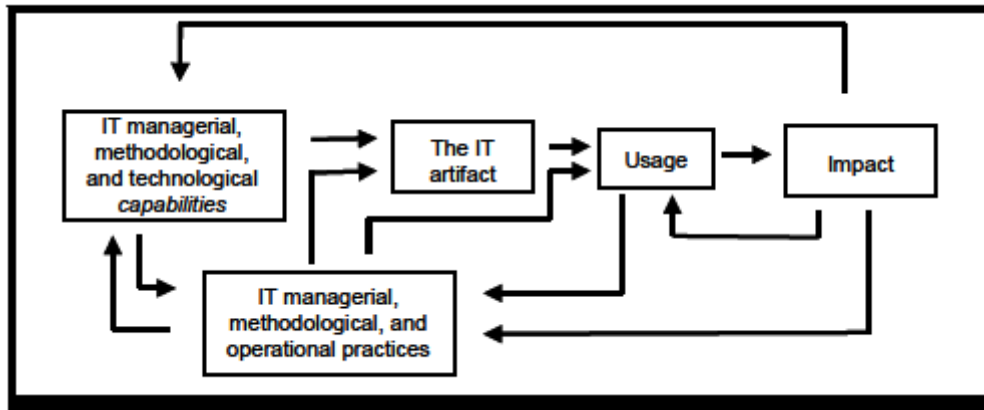 IT managerial,
methodological,
and technological
capabilities
The IT
artifact
Usage
Impact
IT managerial,
methodological, and
operational practices